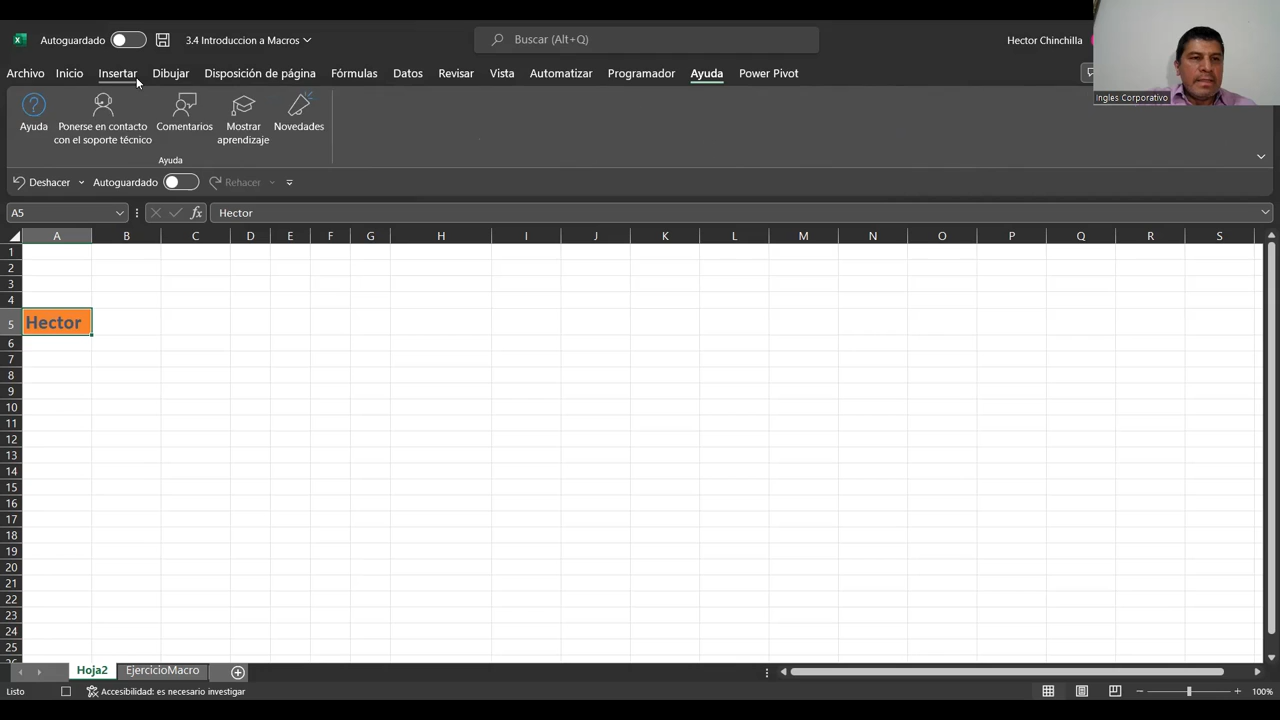 Autoguardado
3.4 Introduccion a Macros
Buscar (Alt+Q)
Hector Chinchilla
Archivo Inicio Insertar Dibujar Disposición de página Fórmulas Datos Revisar Vista Automatizar Programador Ayuda Power Pivot
Ingles Corporativo
Ayuda
Ponerse en contacto
con el soporte técnico
Comentarios
Mostrar
aprendizaje
Novedades
Ayuda
Deshacer Autoguardado Rehacer
A5 fx Hector
A B C D E F G H I J K L M N O P Q R S
1
2
3
4
5 Hector
6
7
8
9
10
11
12
13
14
15
16
17
18
19
20
21
22
23
24
25
Hoja2 EjercicioMacro
Listo Accesibilidad: es necesario investigar 100%